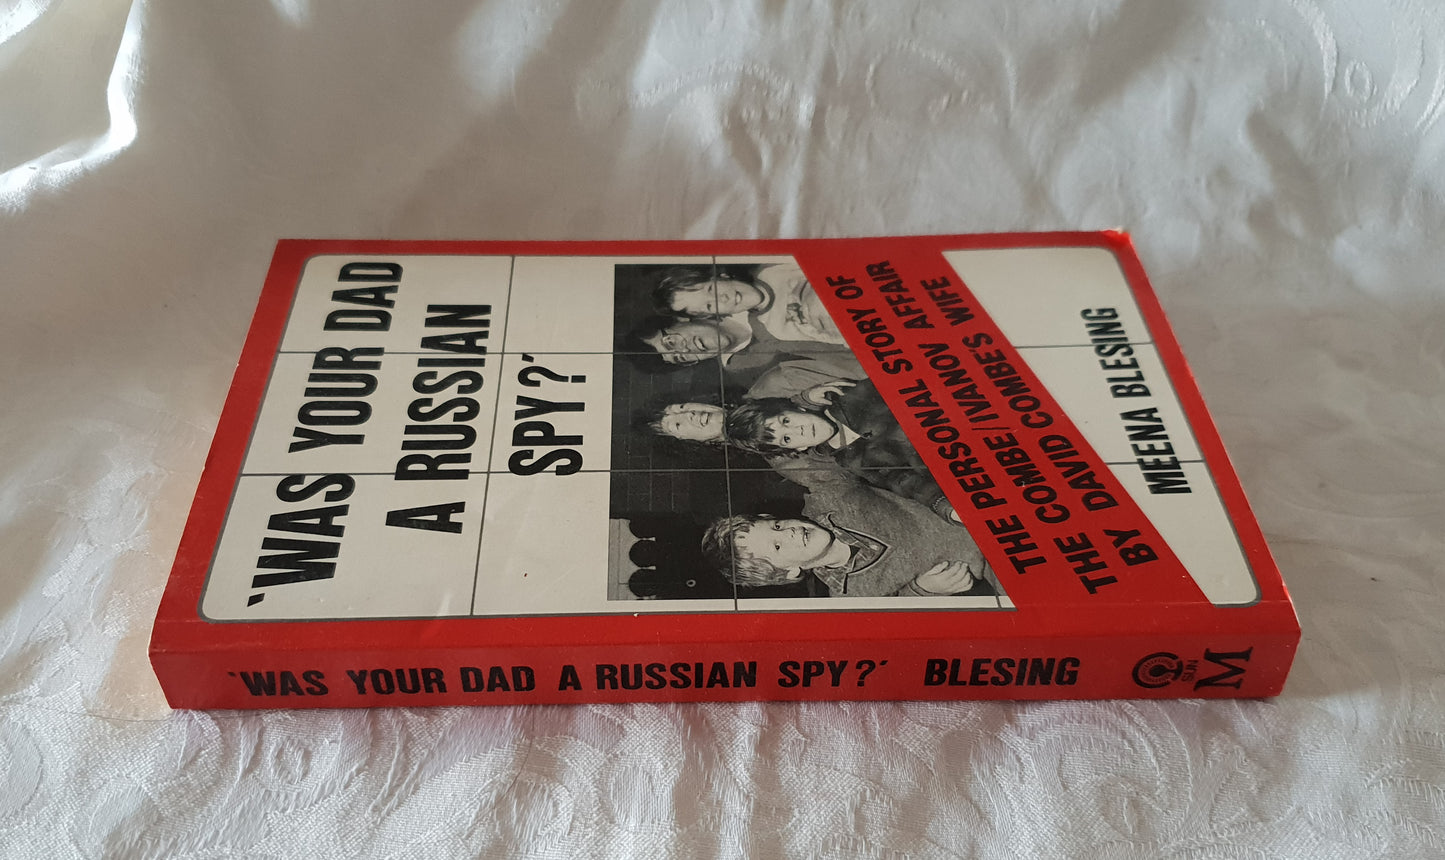 'WAS YOUR DAD
A RUSSIAN
SPY?'
THE PERSONAL STORY OF
THE COMBE/IVANOV AFFAIR
BY DAVID COMBE'S WIFE
MEENA BLESING
'WAS YOUR DAD A RUSSIAN SPY?' BLESING
SUN
M